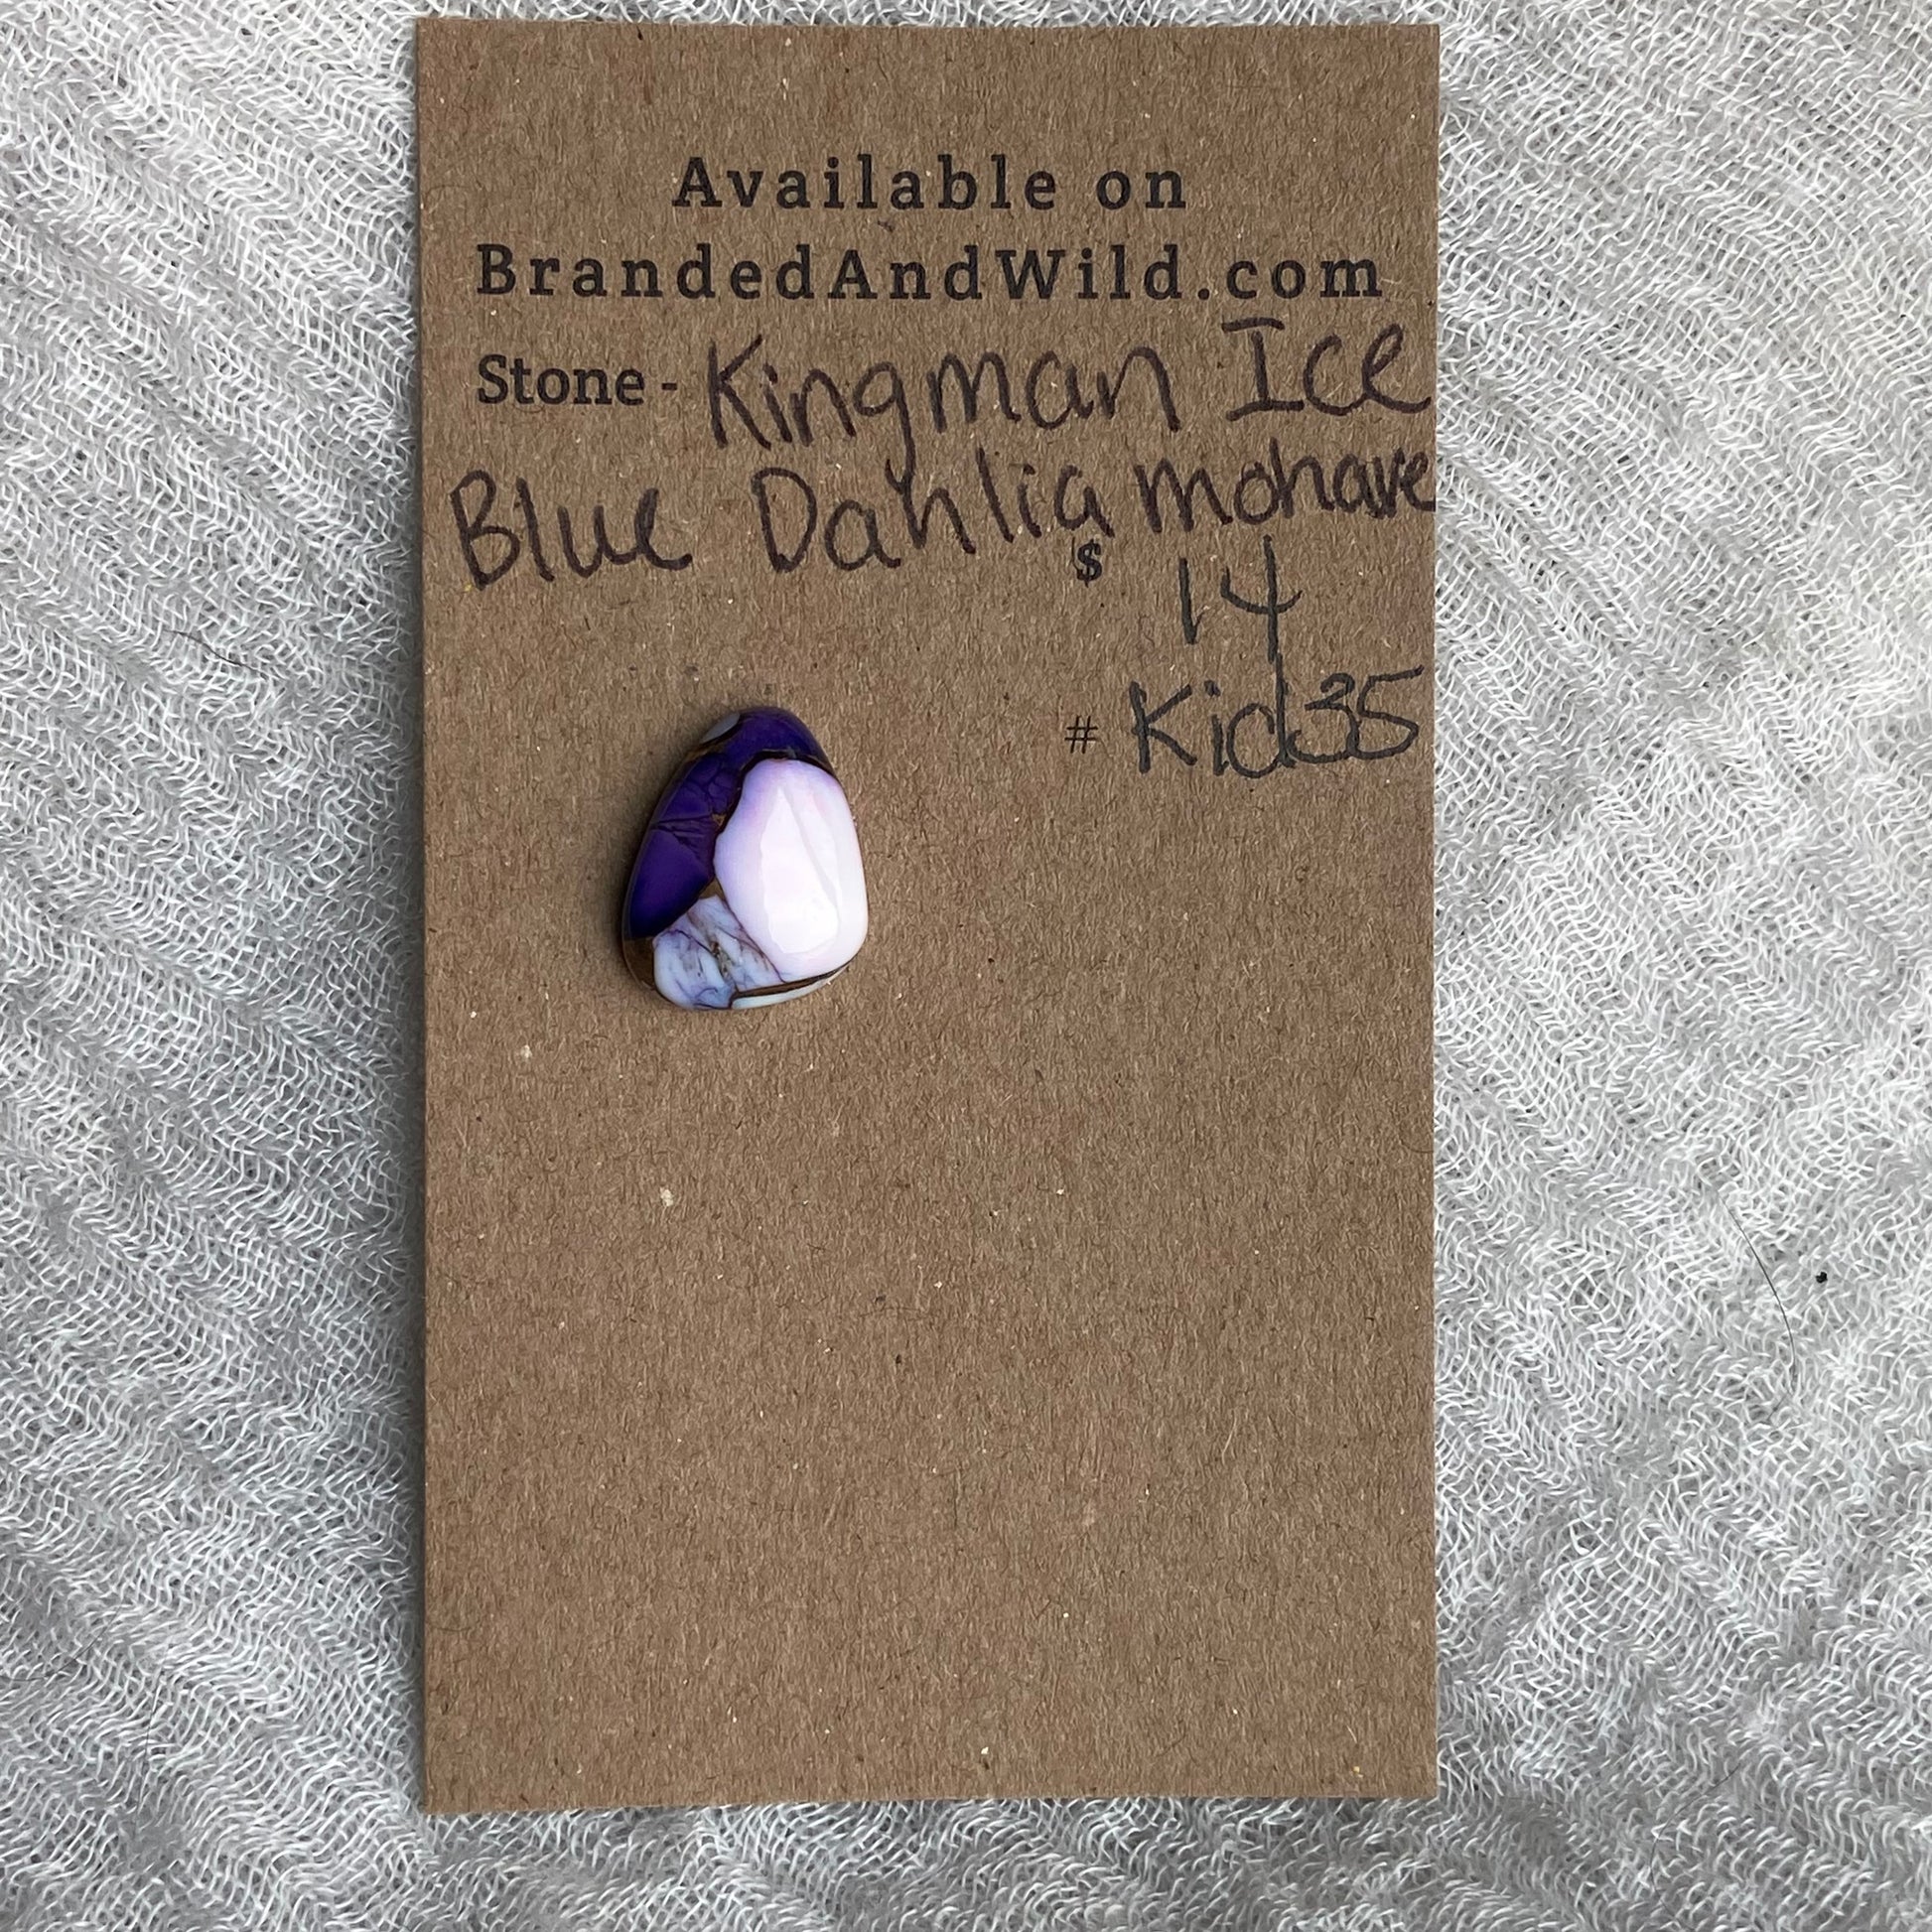 Available on
BrandedAndWild.com
Stone - Kingman Ice
Blue Dahlia mohave
$ 14
# Kid35